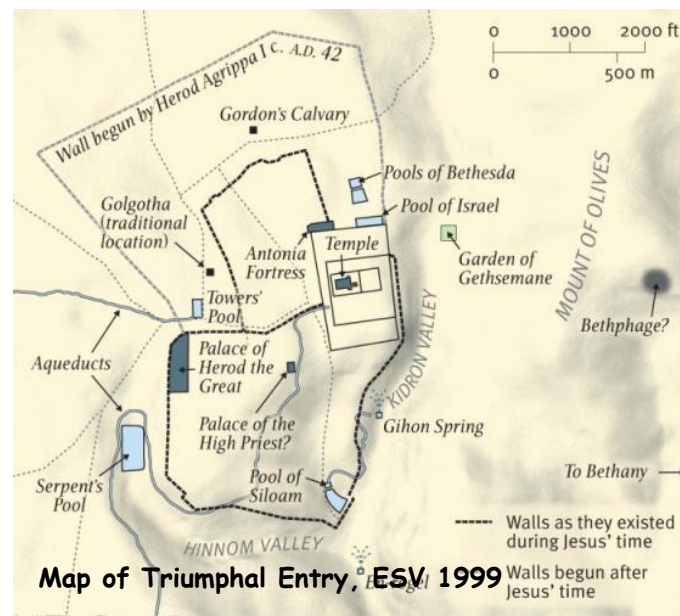 0 1000 2000 ft
0 500 m
Wall begun by Herod Agrippa I c. A.D. 42
Gordon's Calvary
Pools of Bethesda
Pool of Israel
Golgotha
(traditional
location)
Antonia
Fortress
Temple
Garden of
Gethsemane
MOUNT OF OLIVES
Bethphage?
Towers'
Pool
KIDRON VALLEY
Aqueducts
Palace of
Herod the
Great
Palace of the
High Priest?
Gihon Spring
Serpent's
Pool
Pool of
Siloam
To Bethany
HINNOM VALLEY
Walls as they existed
during Jesus' time
Walls begun after
Jesus' time
Map of Triumphal Entry, ESV 1999